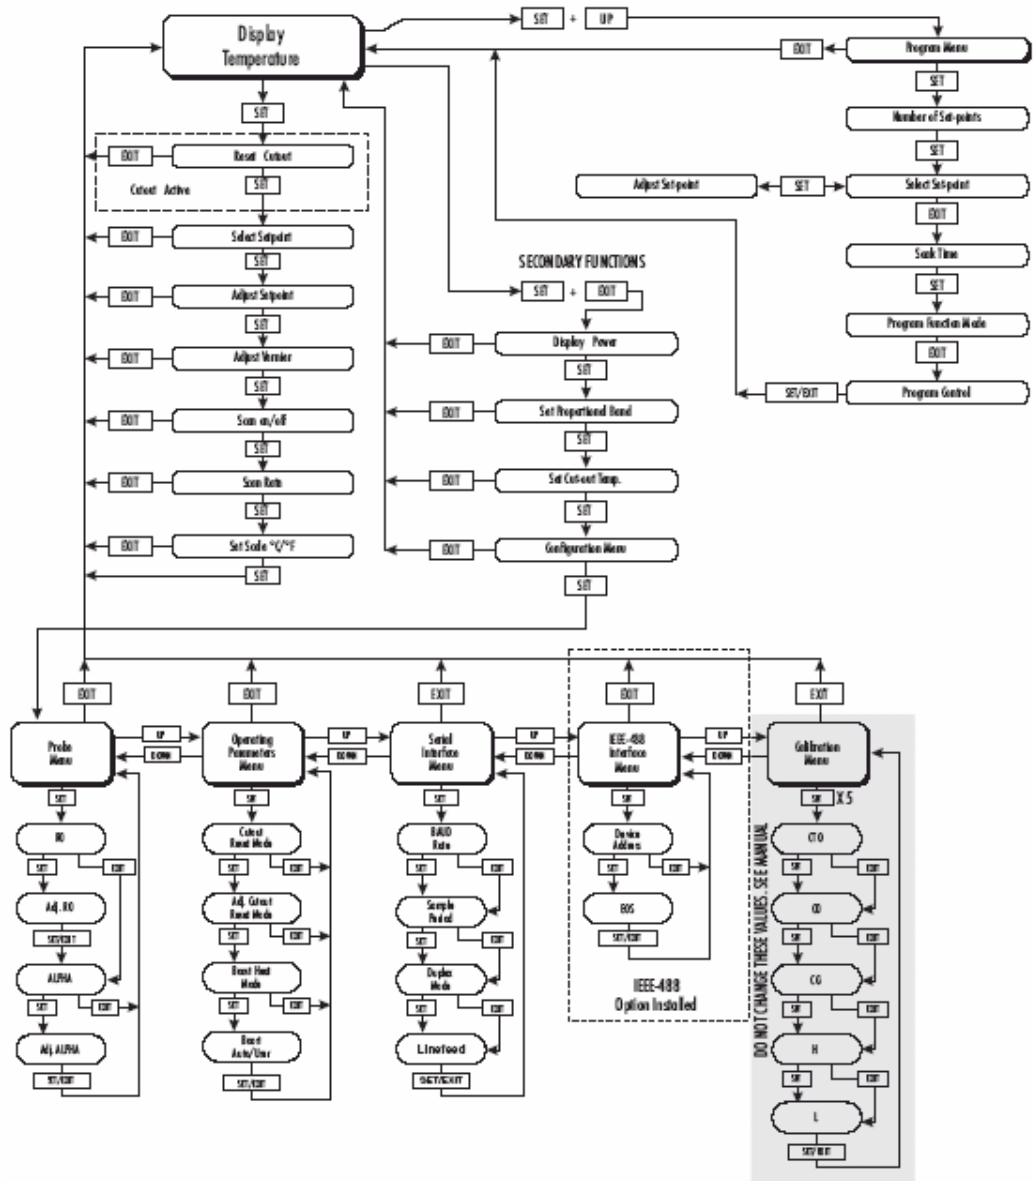 Display
Temperature
SET + UP
EXIT
Program Menu
SET
SET
Number of Set-points
SET
EXIT
Reset Cutout
Cutout Active
SET
Adjust Set-point
SET
Select Set-point
EXIT
EXIT
Select Setpoint
SET
SECONDARY FUNCTIONS
Soak Time
SET
EXIT
Adjust Setpoint
SET
SET + EXIT
Program Function Mode
EXIT
EXIT
Adjust Vernier
SET
EXIT
Display Power
SET
SET/EXIT
Program Control
EXIT
Scan on/off
SET
EXIT
Set Proportional Band
SET
EXIT
Scan Rate
SET
EXIT
Set Cut-out Temp.
SET
EXIT
Set Scale °C/°F
SET
EXIT
Configuration Menu
SET
EXIT
EXIT
EXIT
EXIT
EXIT
Probe
Menu
UP
DOWN
Operating
Parameters
Menu
UP
DOWN
Serial
Interface
Menu
UP
DOWN
IEEE-488
Interface
Menu
UP
DOWN
Calibration
Menu
SET
R0
SET
EXIT
Adj. R0
SET/EXIT
ALPHA
SET
EXIT
Adj. ALPHA
SET/EXIT
SET
Cutout
Reset Mode
SET
EXIT
Adj. Cutout
Reset Mode
SET
EXIT
Boost Heat
Mode
SET
EXIT
Boost
Auto/User
SET/EXIT
SET
BAUD
Rate
SET
EXIT
Sample
Period
SET
EXIT
Duplex
Mode
SET
EXIT
Linefeed
SET/EXIT
SET
Device
Address
SET
EXIT
EOS
SET/EXIT
IEEE-488
Option Installed
DO NOT CHANGE THESE VALUES. SEE MANUAL
SET X 5
CTO
SET
EXIT
CO
SET
EXIT
CG
SET
EXIT
H
SET
EXIT
L
SET/EXIT